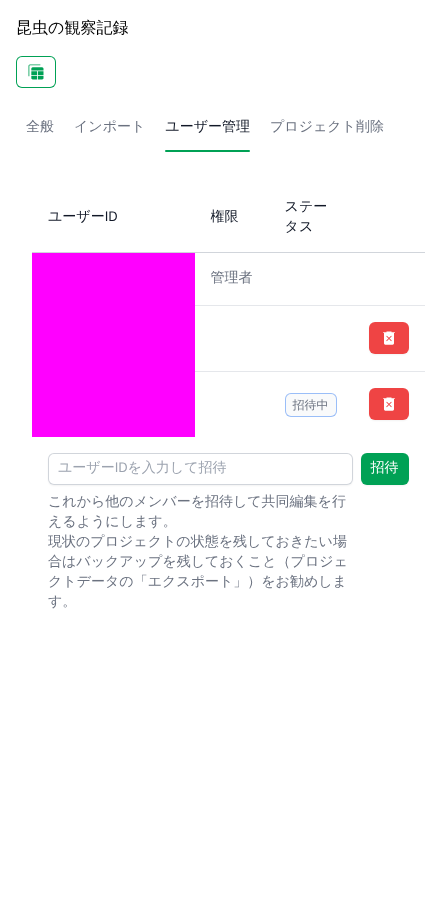 昆虫の観察記録
全般 インポート ユーザー管理 プロジェクト削除
ユーザーID 権限 ステー
タス
管理者
招待中
ユーザーIDを入力して招待 招待
これから他のメンバーを招待して共同編集を行
えるようにします。
現状のプロジェクトの状態を残しておきたい場
合はバックアップを残しておくこと（プロジェ
クトデータの「エクスポート」）をお勧めしま
す。